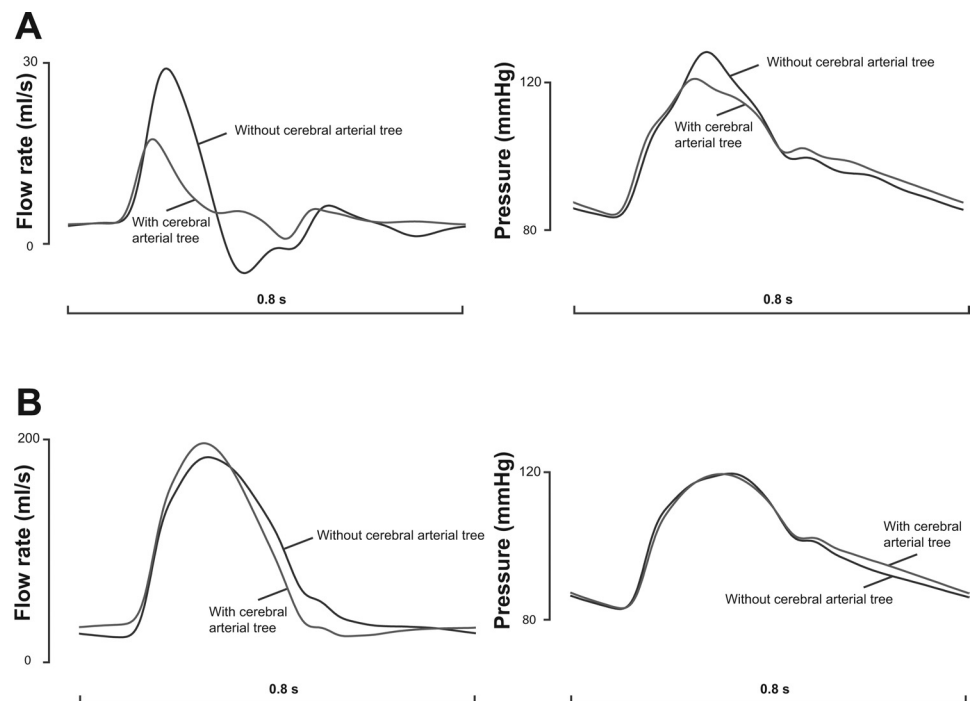 A
Flow rate (ml/s)
30
0
Without cerebral arterial tree
With cerebral
arterial tree
0.8 s
Pressure (mmHg)
120
80
Without cerebral arterial tree
With cerebral
arterial tree
0.8 s
B
Flow rate (ml/s)
200
0
Without cerebral arterial tree
With cerebral
arterial tree
0.8 s
Pressure (mmHg)
120
80
With cerebral
arterial tree
Without cerebral arterial tree
0.8 s